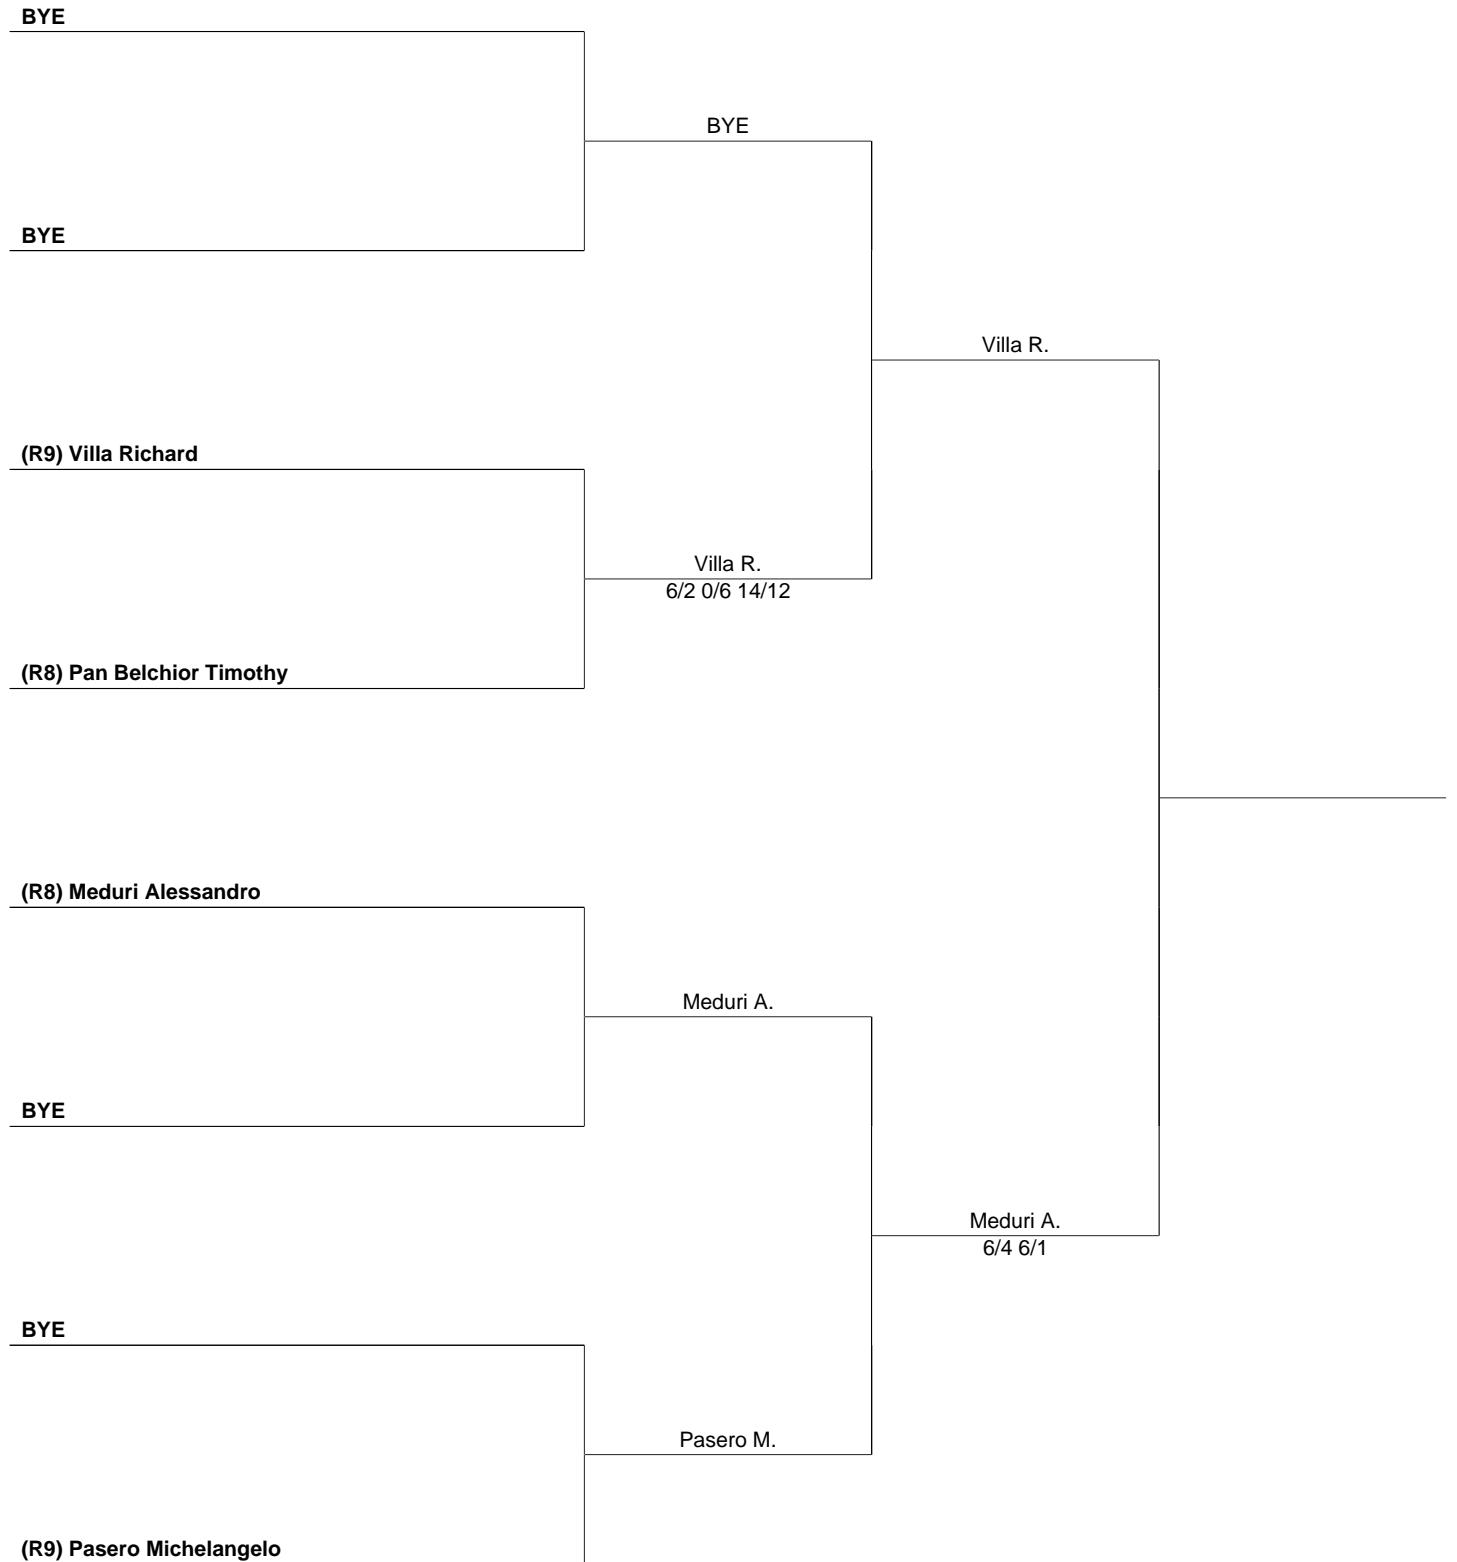 BYE
BYE
BYE
Villa R.
(R9) Villa Richard
Villa R.
6/2 0/6 14/12
(R8) Pan Belchior Timothy
(R8) Meduri Alessandro
Meduri A.
BYE
Meduri A.
6/4 6/1
BYE
Pasero M.
(R9) Pasero Michelangelo